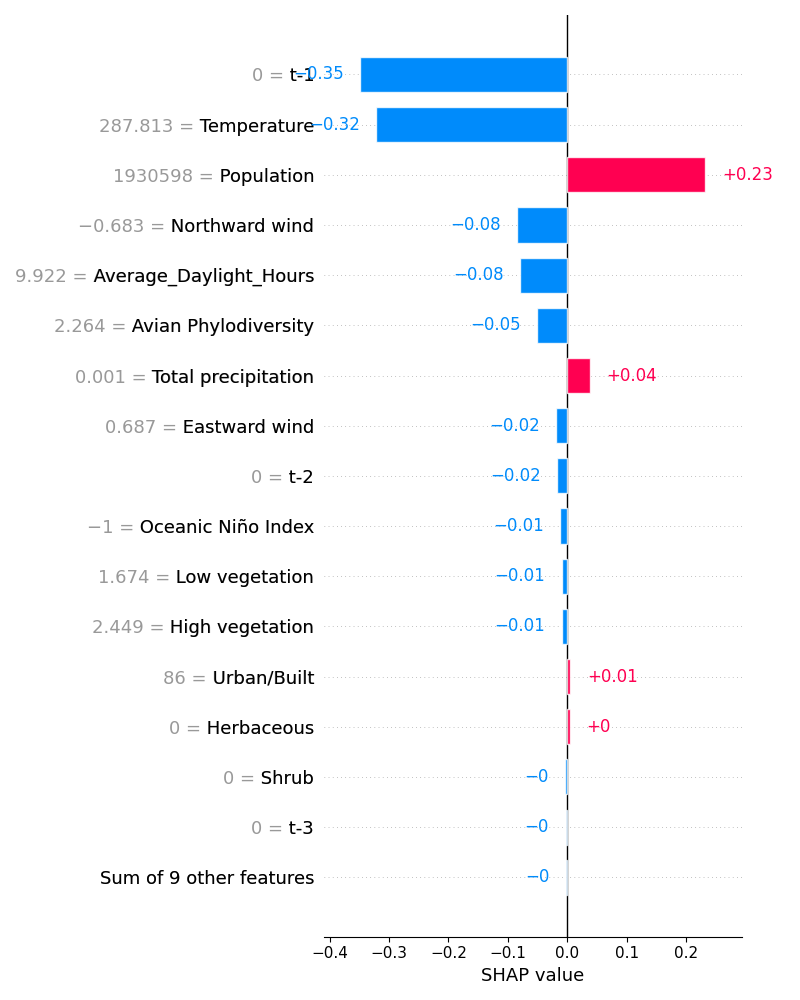 0 = t-1 −0.35
287.813 = Temperature −0.32
1930598 = Population +0.23
−0.683 = Northward wind −0.08
9.922 = Average_Daylight_Hours −0.08
2.264 = Avian Phylodiversity −0.05
0.001 = Total precipitation +0.04
0.687 = Eastward wind −0.02
0 = t-2 −0.02
−1 = Oceanic Niño Index −0.01
1.674 = Low vegetation −0.01
2.449 = High vegetation −0.01
86 = Urban/Built +0.01
0 = Herbaceous +0
0 = Shrub −0
0 = t-3 −0
Sum of 9 other features −0
−0.4 −0.3 −0.2 −0.1 0.0 0.1 0.2
SHAP value